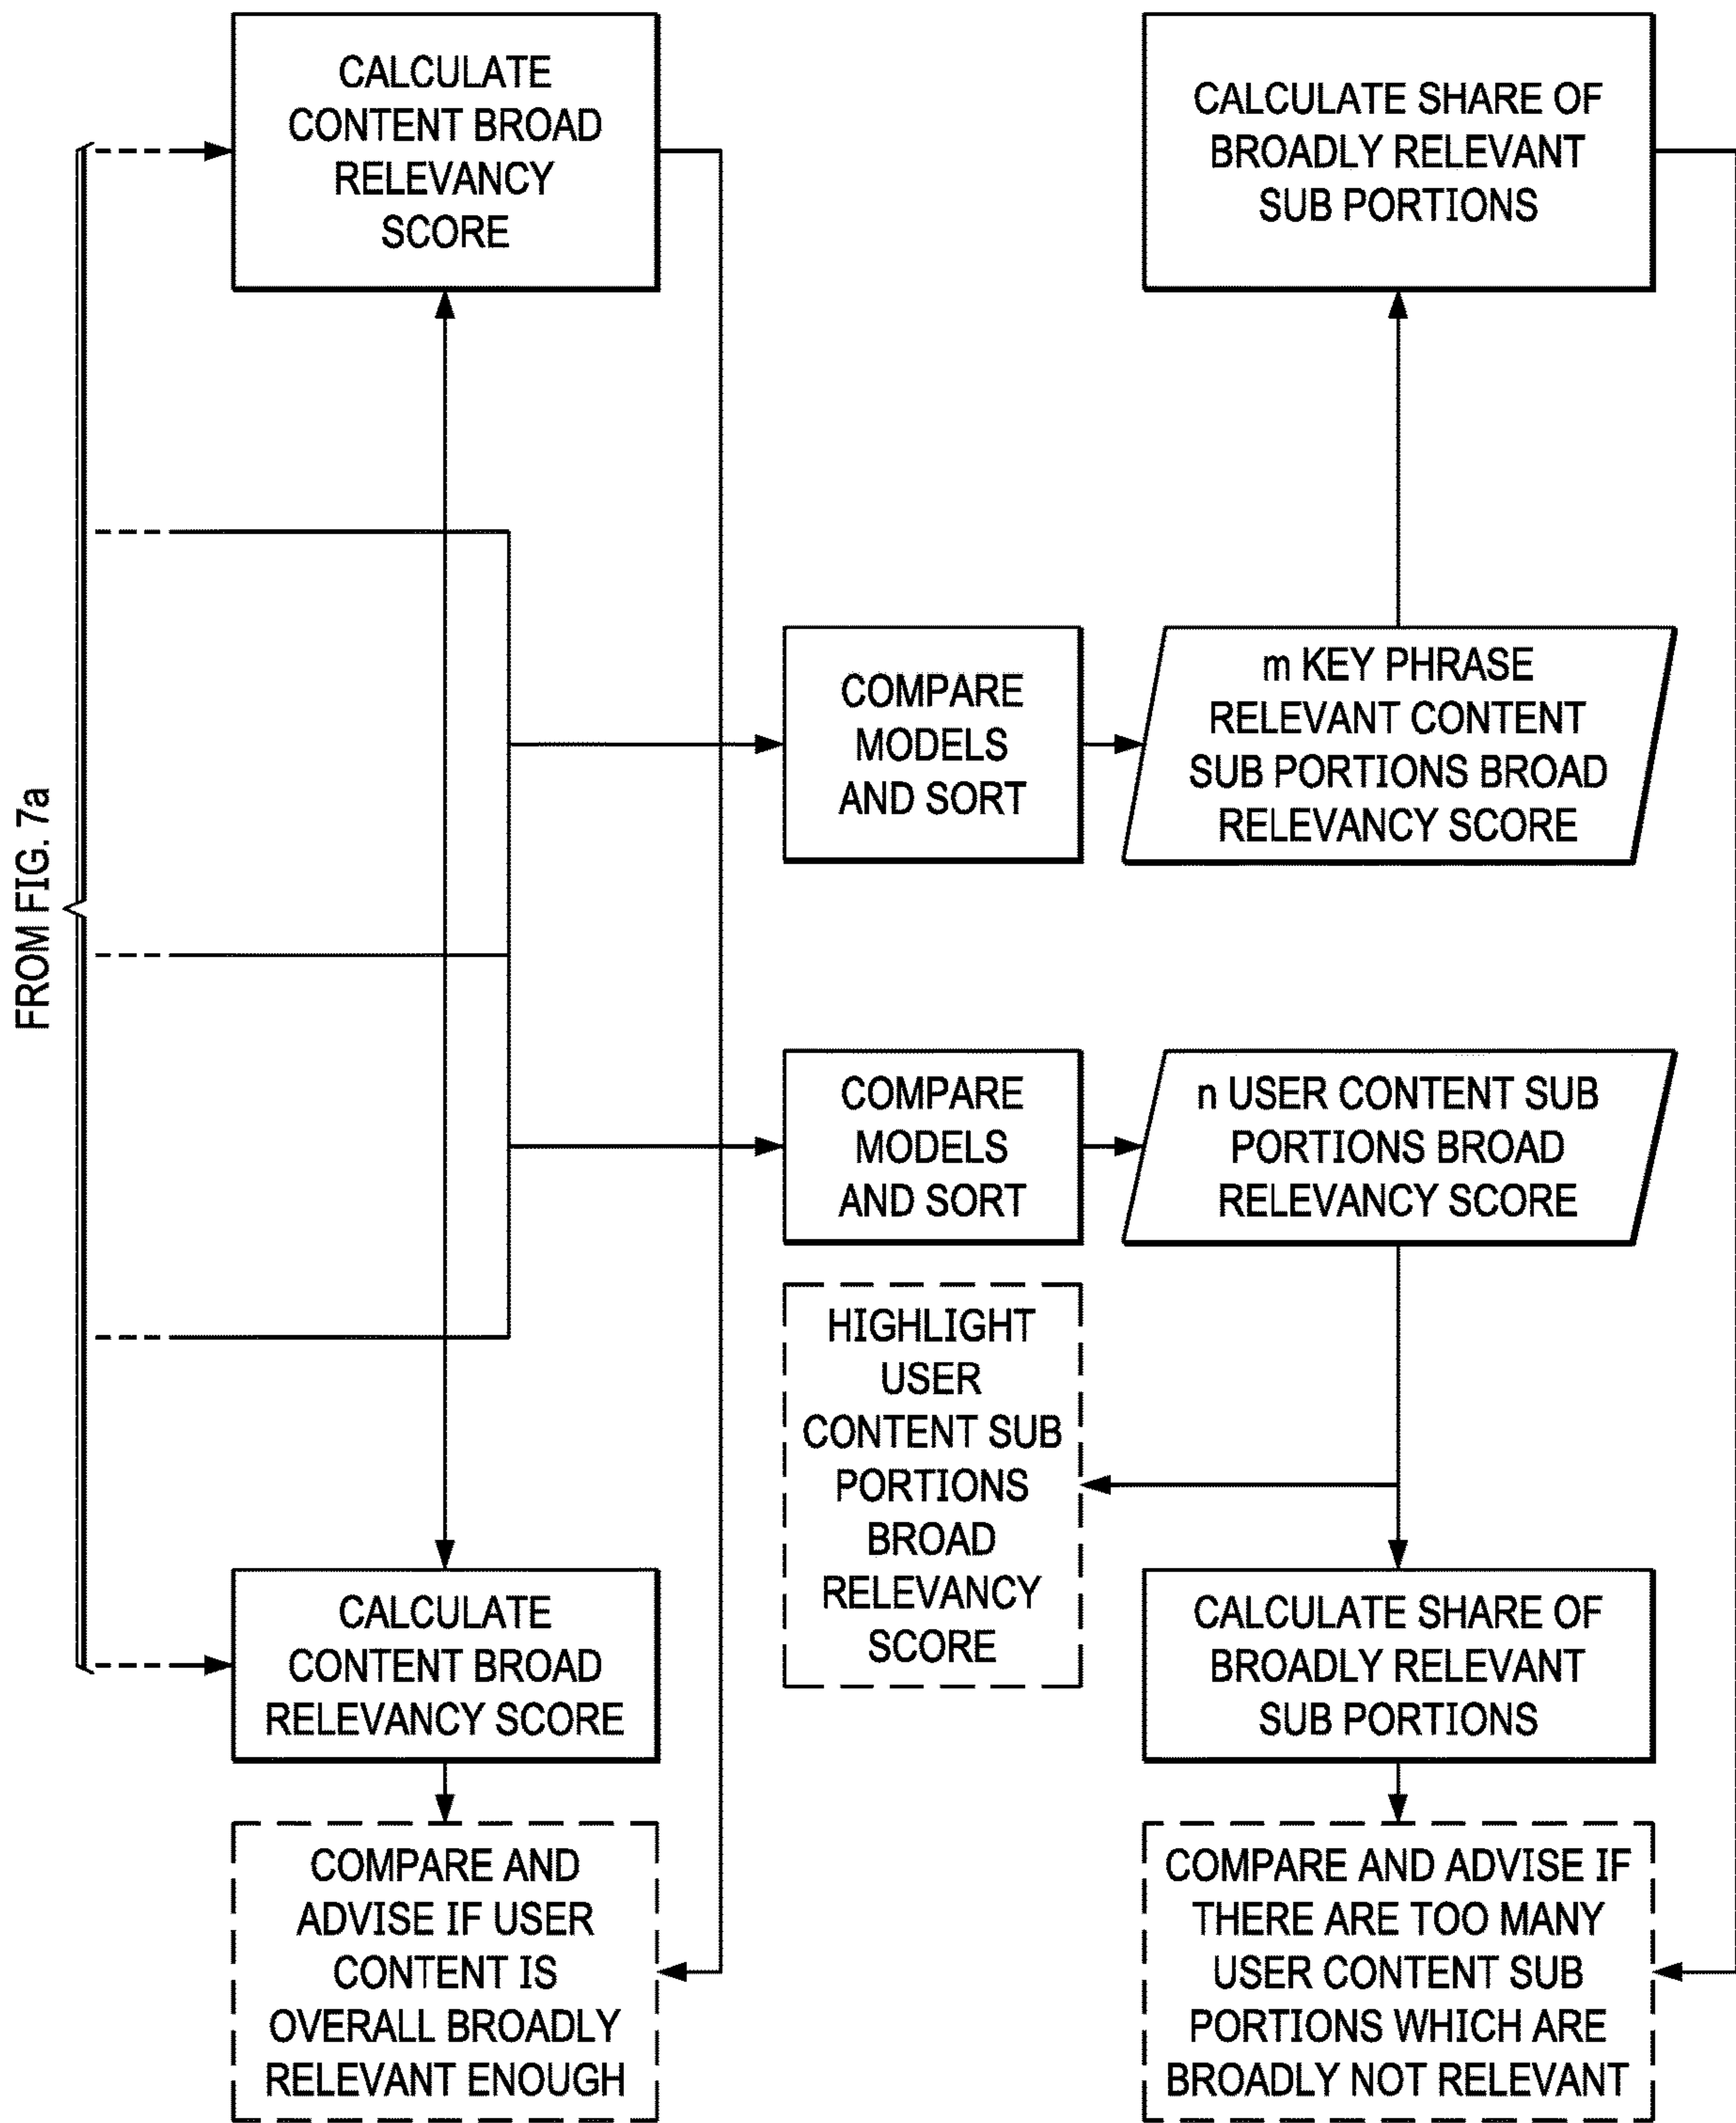 CALCULATE
CONTENT BROAD
RELEVANCY
SCORE
CALCULATE SHARE OF
BROADLY RELEVANT
SUB PORTIONS
FROM FIG. 7a
COMPARE
MODELS
AND SORT
m KEY PHRASE
RELEVANT CONTENT
SUB PORTIONS BROAD
RELEVANCY SCORE
COMPARE
MODELS
AND SORT
n USER CONTENT SUB
PORTIONS BROAD
RELEVANCY SCORE
HIGHLIGHT
USER
CONTENT SUB
PORTIONS
BROAD
RELEVANCY
SCORE
CALCULATE
CONTENT BROAD
RELEVANCY SCORE
CALCULATE SHARE OF
BROADLY RELEVANT
SUB PORTIONS
COMPARE AND
ADVISE IF USER
CONTENT IS
OVERALL BROADLY
RELEVANT ENOUGH
COMPARE AND ADVISE IF
THERE ARE TOO MANY
USER CONTENT SUB
PORTIONS WHICH ARE
BROADLY NOT RELEVANT